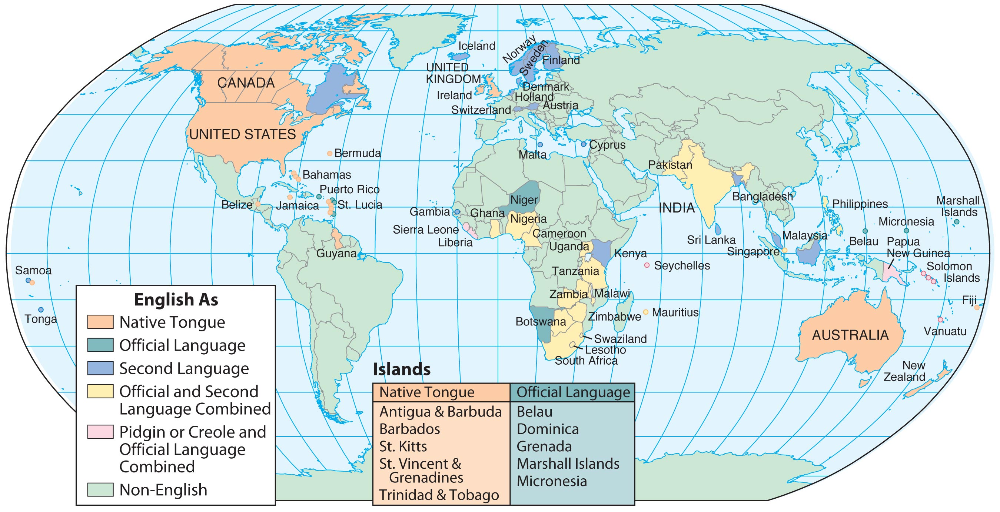 Iceland
Norway
Sweden
Finland
UNITED
KINGDOM
CANADA
Denmark
Ireland
Holland
Austria
Switzerland
UNITED STATES
Cyprus
Malta
Bermuda
Pakistan
Bahamas
Puerto Rico
Bangladesh
Niger
Philippines
Marshall
Islands
Belize
Jamaica
St. Lucia
INDIA
Gambia
Ghana
Nigeria
Micronesia
Sierra Leone
Cameroon
Malaysia
Sri Lanka
Liberia
Belau
Papua
New Guinea
Uganda
Singapore
Guyana
Kenya
Seychelles
Solomon
Islands
Samoa
Tanzania
Zambia
Malawi
Fiji
Mauritius
Tonga
Botswana
Zimbabwe
Vanuatu
AUSTRALIA
Swaziland
Lesotho
South Africa
New
Zealand
English As
Native Tongue
Official Language
Second Language
Official and Second
Language Combined
Pidgin or Creole and
Official Language
Combined
Non-English
Islands
Native Tongue
Antigua & Barbuda
Barbados
St. Kitts
St. Vincent &
Grenadines
Trinidad & Tobago
Official Language
Belau
Dominica
Grenada
Marshall Islands
Micronesia